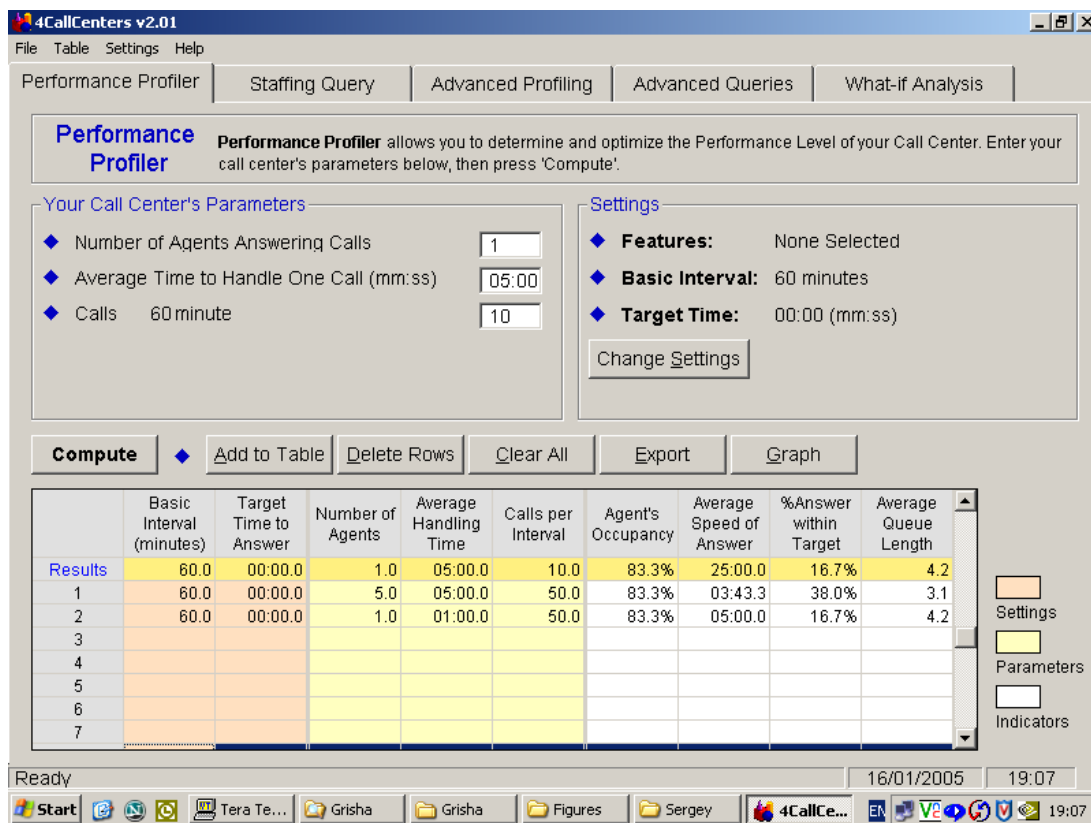 4CallCenters v2.01
File Table Settings Help
Performance Profiler Staffing Query Advanced Profiling Advanced Queries What-if Analysis
Performance Profiler
Performance Profiler allows you to determine and optimize the Performance Level of your Call Center. Enter your
call center's parameters below, then press 'Compute'.
Your Call Center's Parameters
Number of Agents Answering Calls 1
Average Time to Handle One Call (mm:ss) 05:00
Calls 60 minute 10
Settings
Features: None Selected
Basic Interval: 60 minutes
Target Time: 00:00 (mm:ss)
Change Settings
Compute Add to Table Delete Rows Clear All Export Graph
Basic Interval (minutes) Target Time to Answer Number of Agents Average Handling Time Calls per Interval Agent's Occupancy Average Speed of Answer %Answer within Target Average Queue Length
Results 60.0 00:00.0 1.0 05:00.0 10.0 83.3% 25:00.0 16.7% 4.2
1 60.0 00:00.0 5.0 05:00.0 50.0 83.3% 03:43.3 38.0% 3.1
2 60.0 00:00.0 1.0 01:00.0 50.0 83.3% 05:00.0 16.7% 4.2
3
4
5
6
7
Settings
Parameters
Indicators
Ready 16/01/2005 19:07
Start Tera Te... Grisha Grisha Figures Sergey 4CallCe... EN 19:07